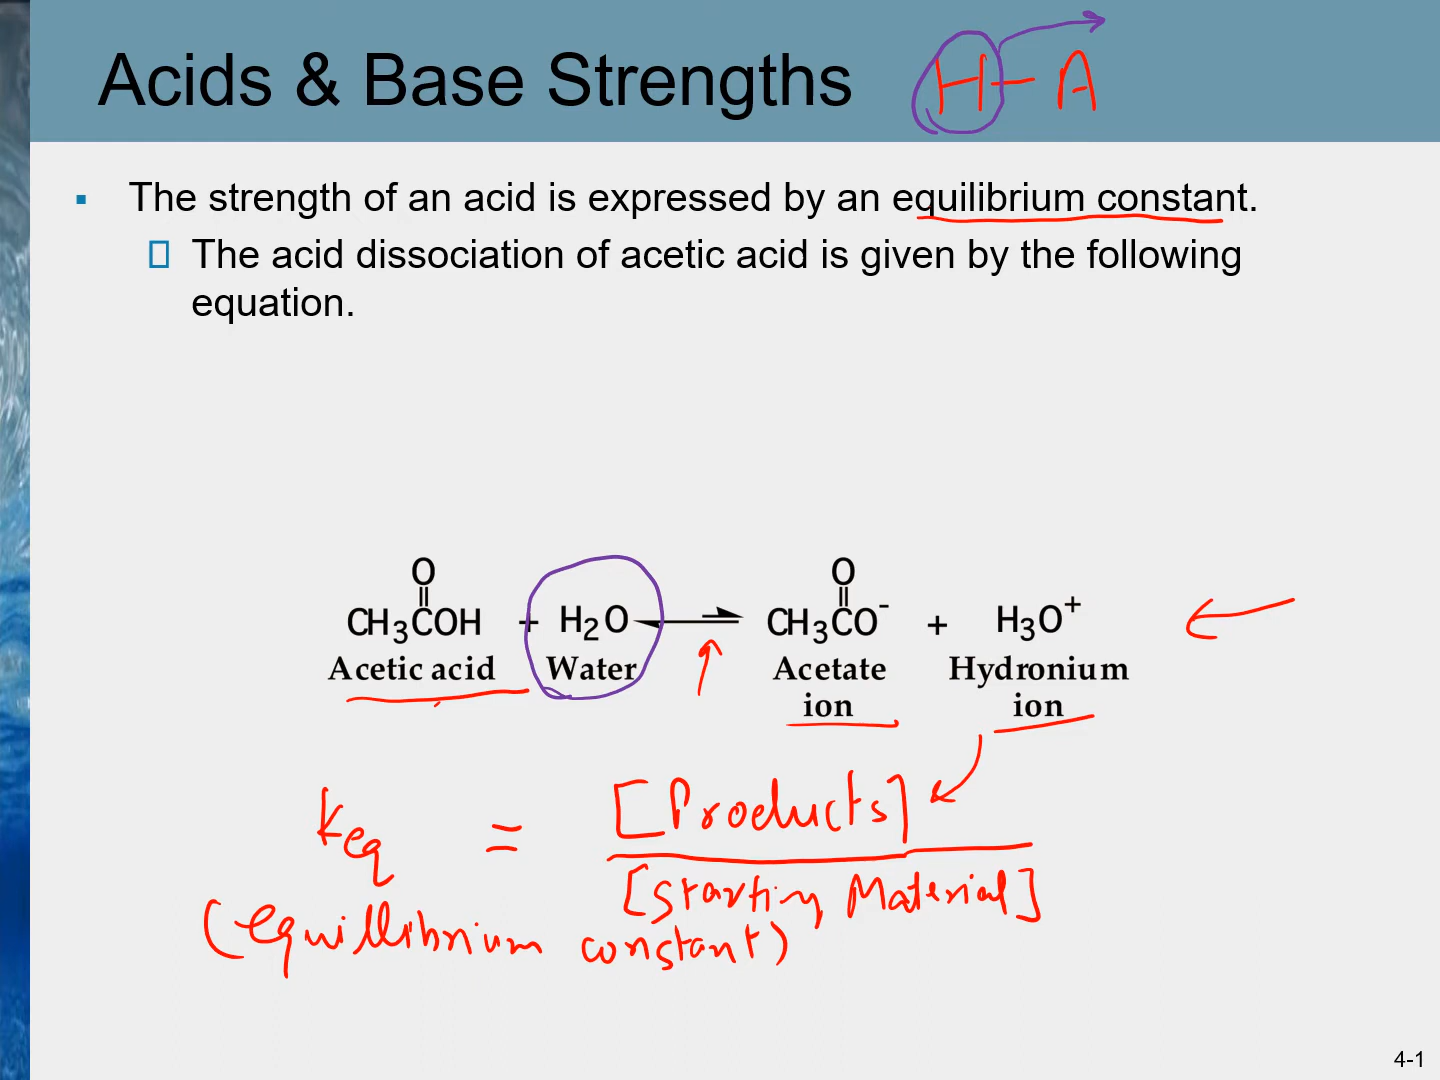 Acids & Base Strengths H-A
▪ The strength of an acid is expressed by an equilibrium constant.
The acid dissociation of acetic acid is given by the following
equation.
O O
CH3COH + H2O ⇌ CH3CO- + H3O+
Acetic acid Water Acetate Hydronium
ion ion
Keq = [Products]
[Starting Material]
(equillibrium constant)
4-1